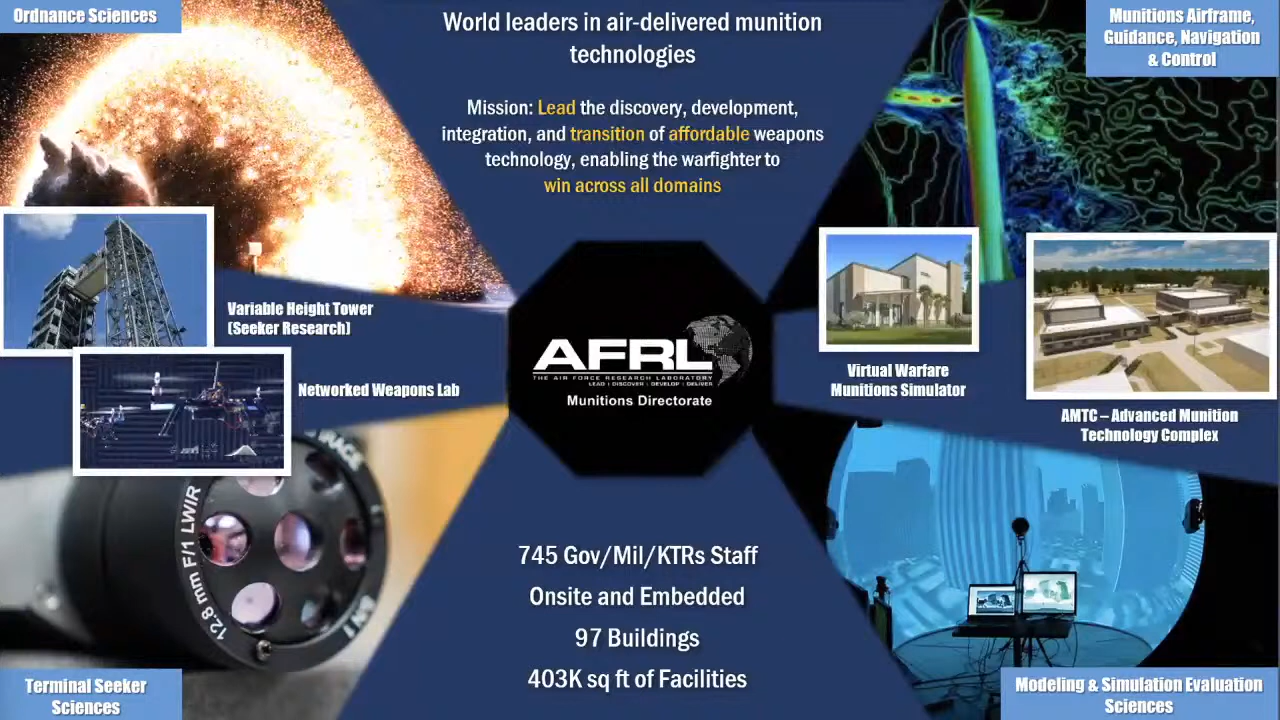 Ordnance Sciences
World leaders in air-delivered munition
technologies
Mission: Lead the discovery, development,
integration, and transition of affordable weapons
technology, enabling the warfighter to
win across all domains
Munitions Airframe,
Guidance, Navigation
& Control
Variable Height Tower
(Seeker Research)
Networked Weapons Lab
AFRL
THE AIR FORCE RESEARCH LABORATORY
LEAD | DISCOVER | DEVELOP | DELIVER
Munitions Directorate
Virtual Warfare
Munitions Simulator
AMTC – Advanced Munition
Technology Complex
12.8 mm F/1 LWIR
745 Gov/Mil/KTRs Staff
Onsite and Embedded
97 Buildings
403K sq ft of Facilities
Terminal Seeker
Sciences
Modeling & Simulation Evaluation
Sciences